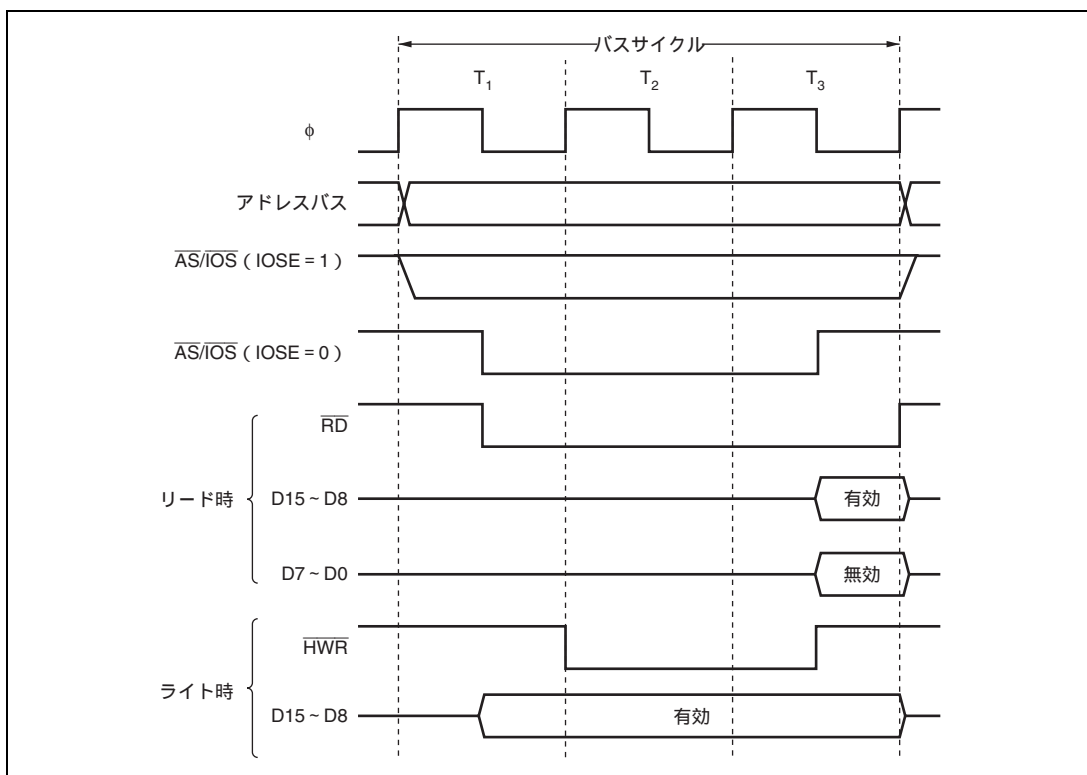 バスサイクル
T1 T2 T3
φ
アドレスバス
AS/IOS ( IOSE = 1 )
AS/IOS ( IOSE = 0 )
RD
リード時 D15 ~ D8 有効
D7 ~ D0 無効
HWR
ライト時
D15 ~ D8 有効